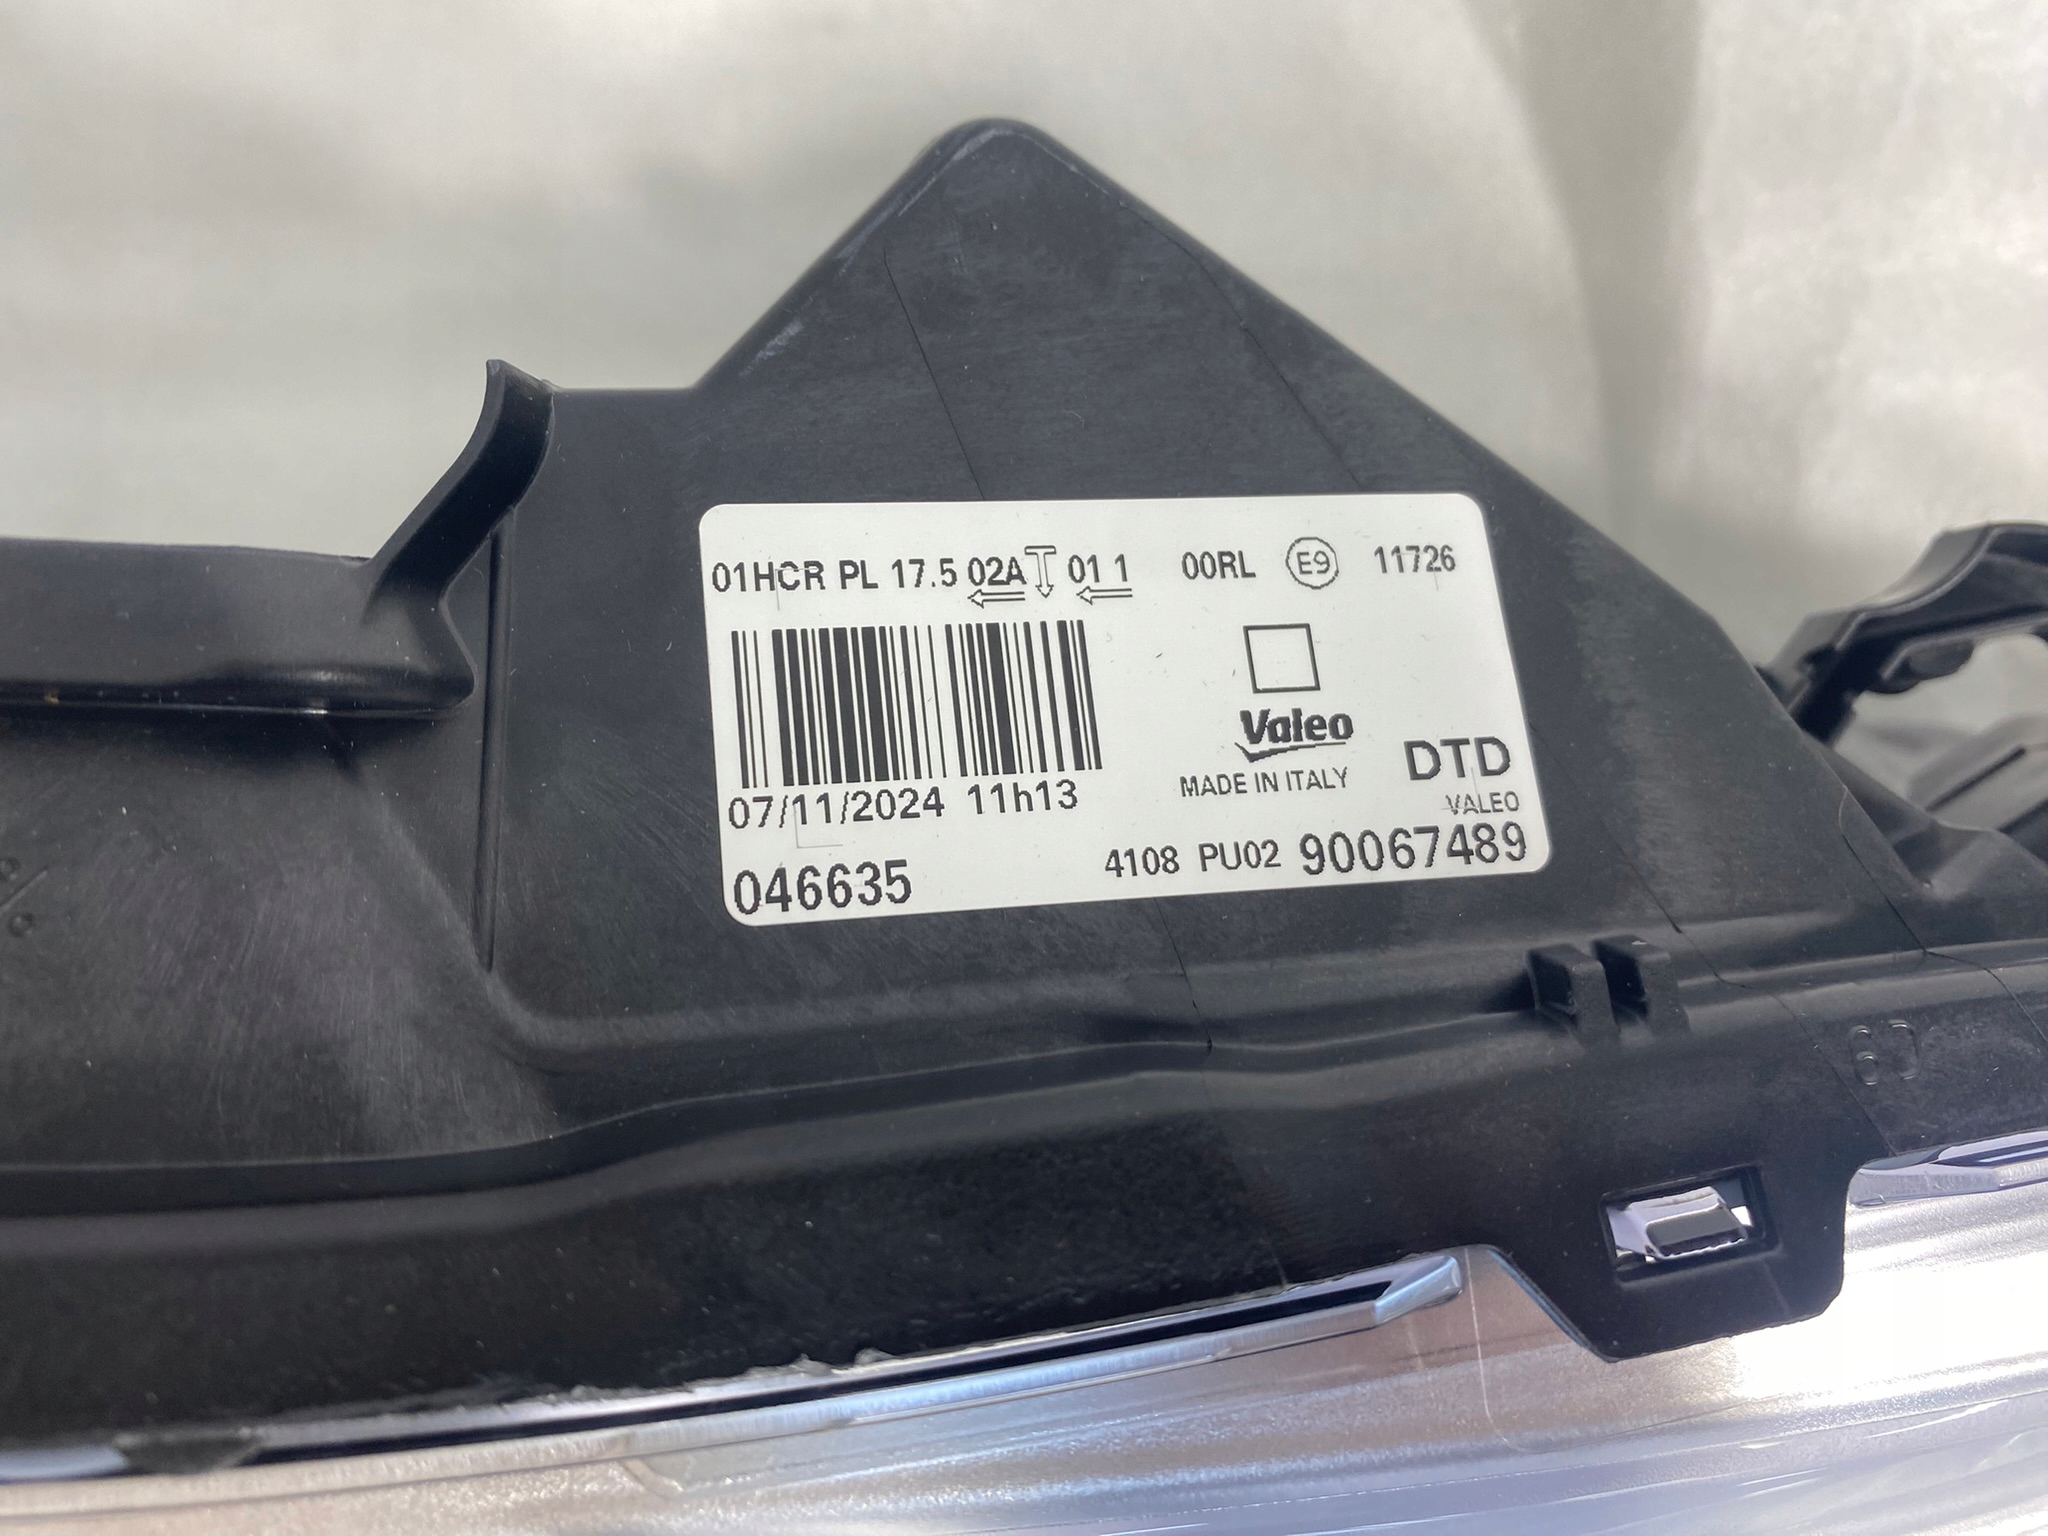 01HCR PL 17.5 02A 01 1 00RL E9 11726
Valeo
MADE IN ITALY
DTD
VALEO
07/11/2024 11h13
046635
4108 PU02 90067489